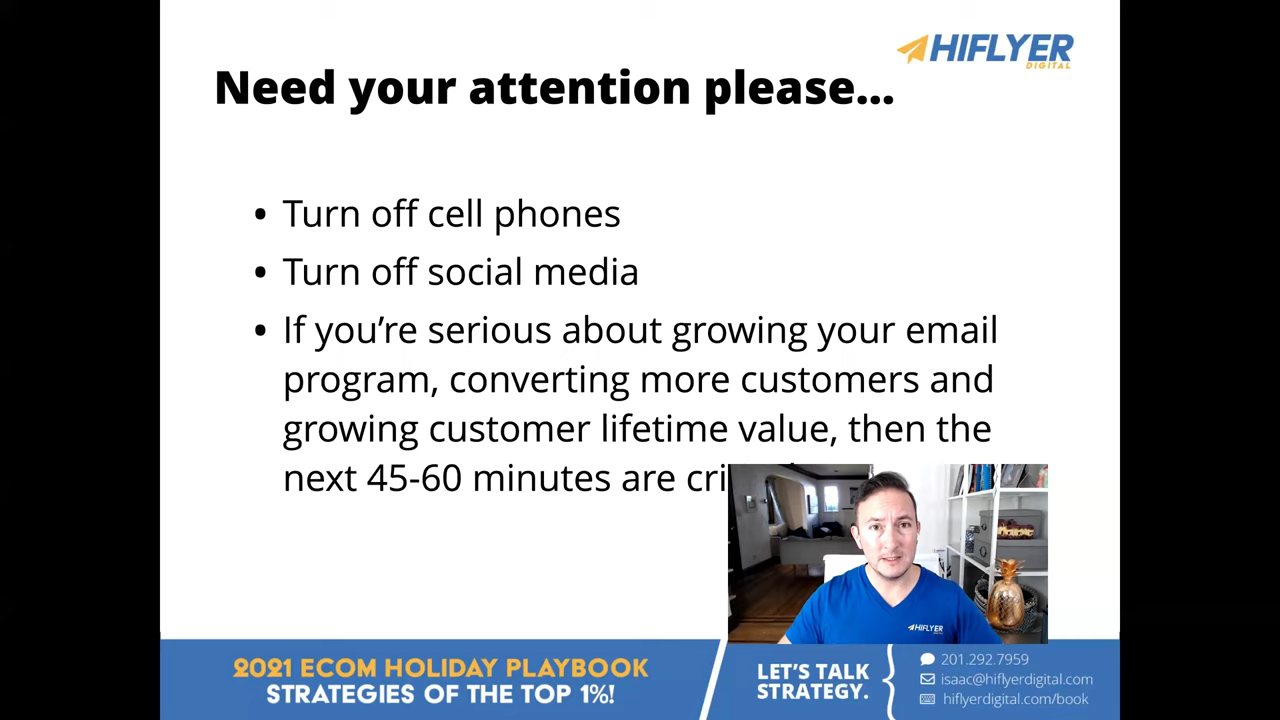 HIFLYER
DIGITAL
Need your attention please...
• Turn off cell phones
• Turn off social media
• If you’re serious about growing your email
program, converting more customers and
growing customer lifetime value, then the
next 45-60 minutes are
HIFLYER
2021 ECOM HOLIDAY PLAYBOOK
STRATEGIES OF THE TOP 1%!
LET'S TALK
STRATEGY.
201.292.7959
isaac@hiflyerdigital.com
hiflyerdigital.com/book